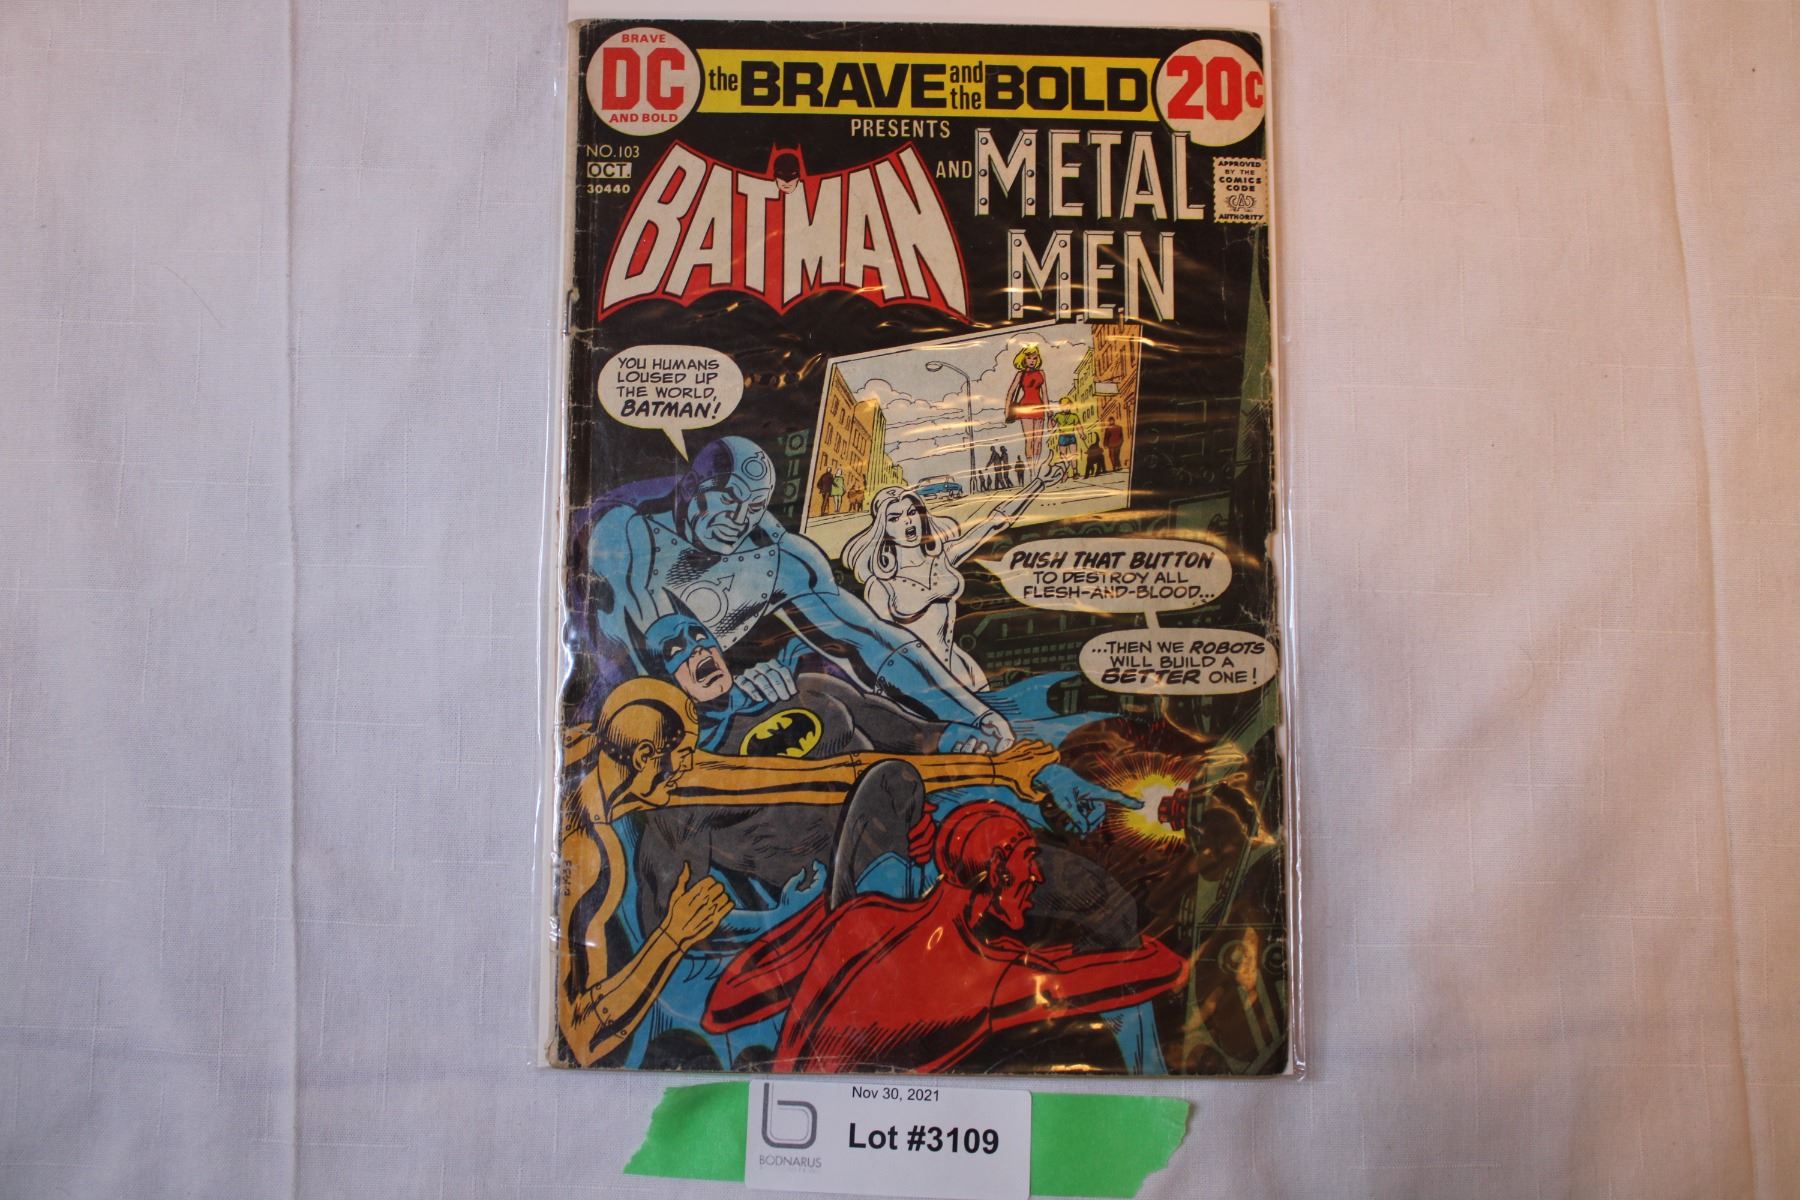 BRAVE
DC
AND BOLD
the BRAVE and the BOLD
20c
PRESENTS
NO.103
OCT.
30440
BATMAN
AND
METAL
MEN
APPROVED
BY THE
COMICS
CODE
CA
AUTHORITY
YOU HUMANS
LOUSED UP
THE WORLD,
BATMAN!
PUSH THAT BUTTON
TO DESTROY ALL
FLESH-AND-BLOOD...
...THEN WE ROBOTS
WILL BUILD A
BETTER ONE!
Nov 30, 2021
Lot #3109
b
BODNARUS